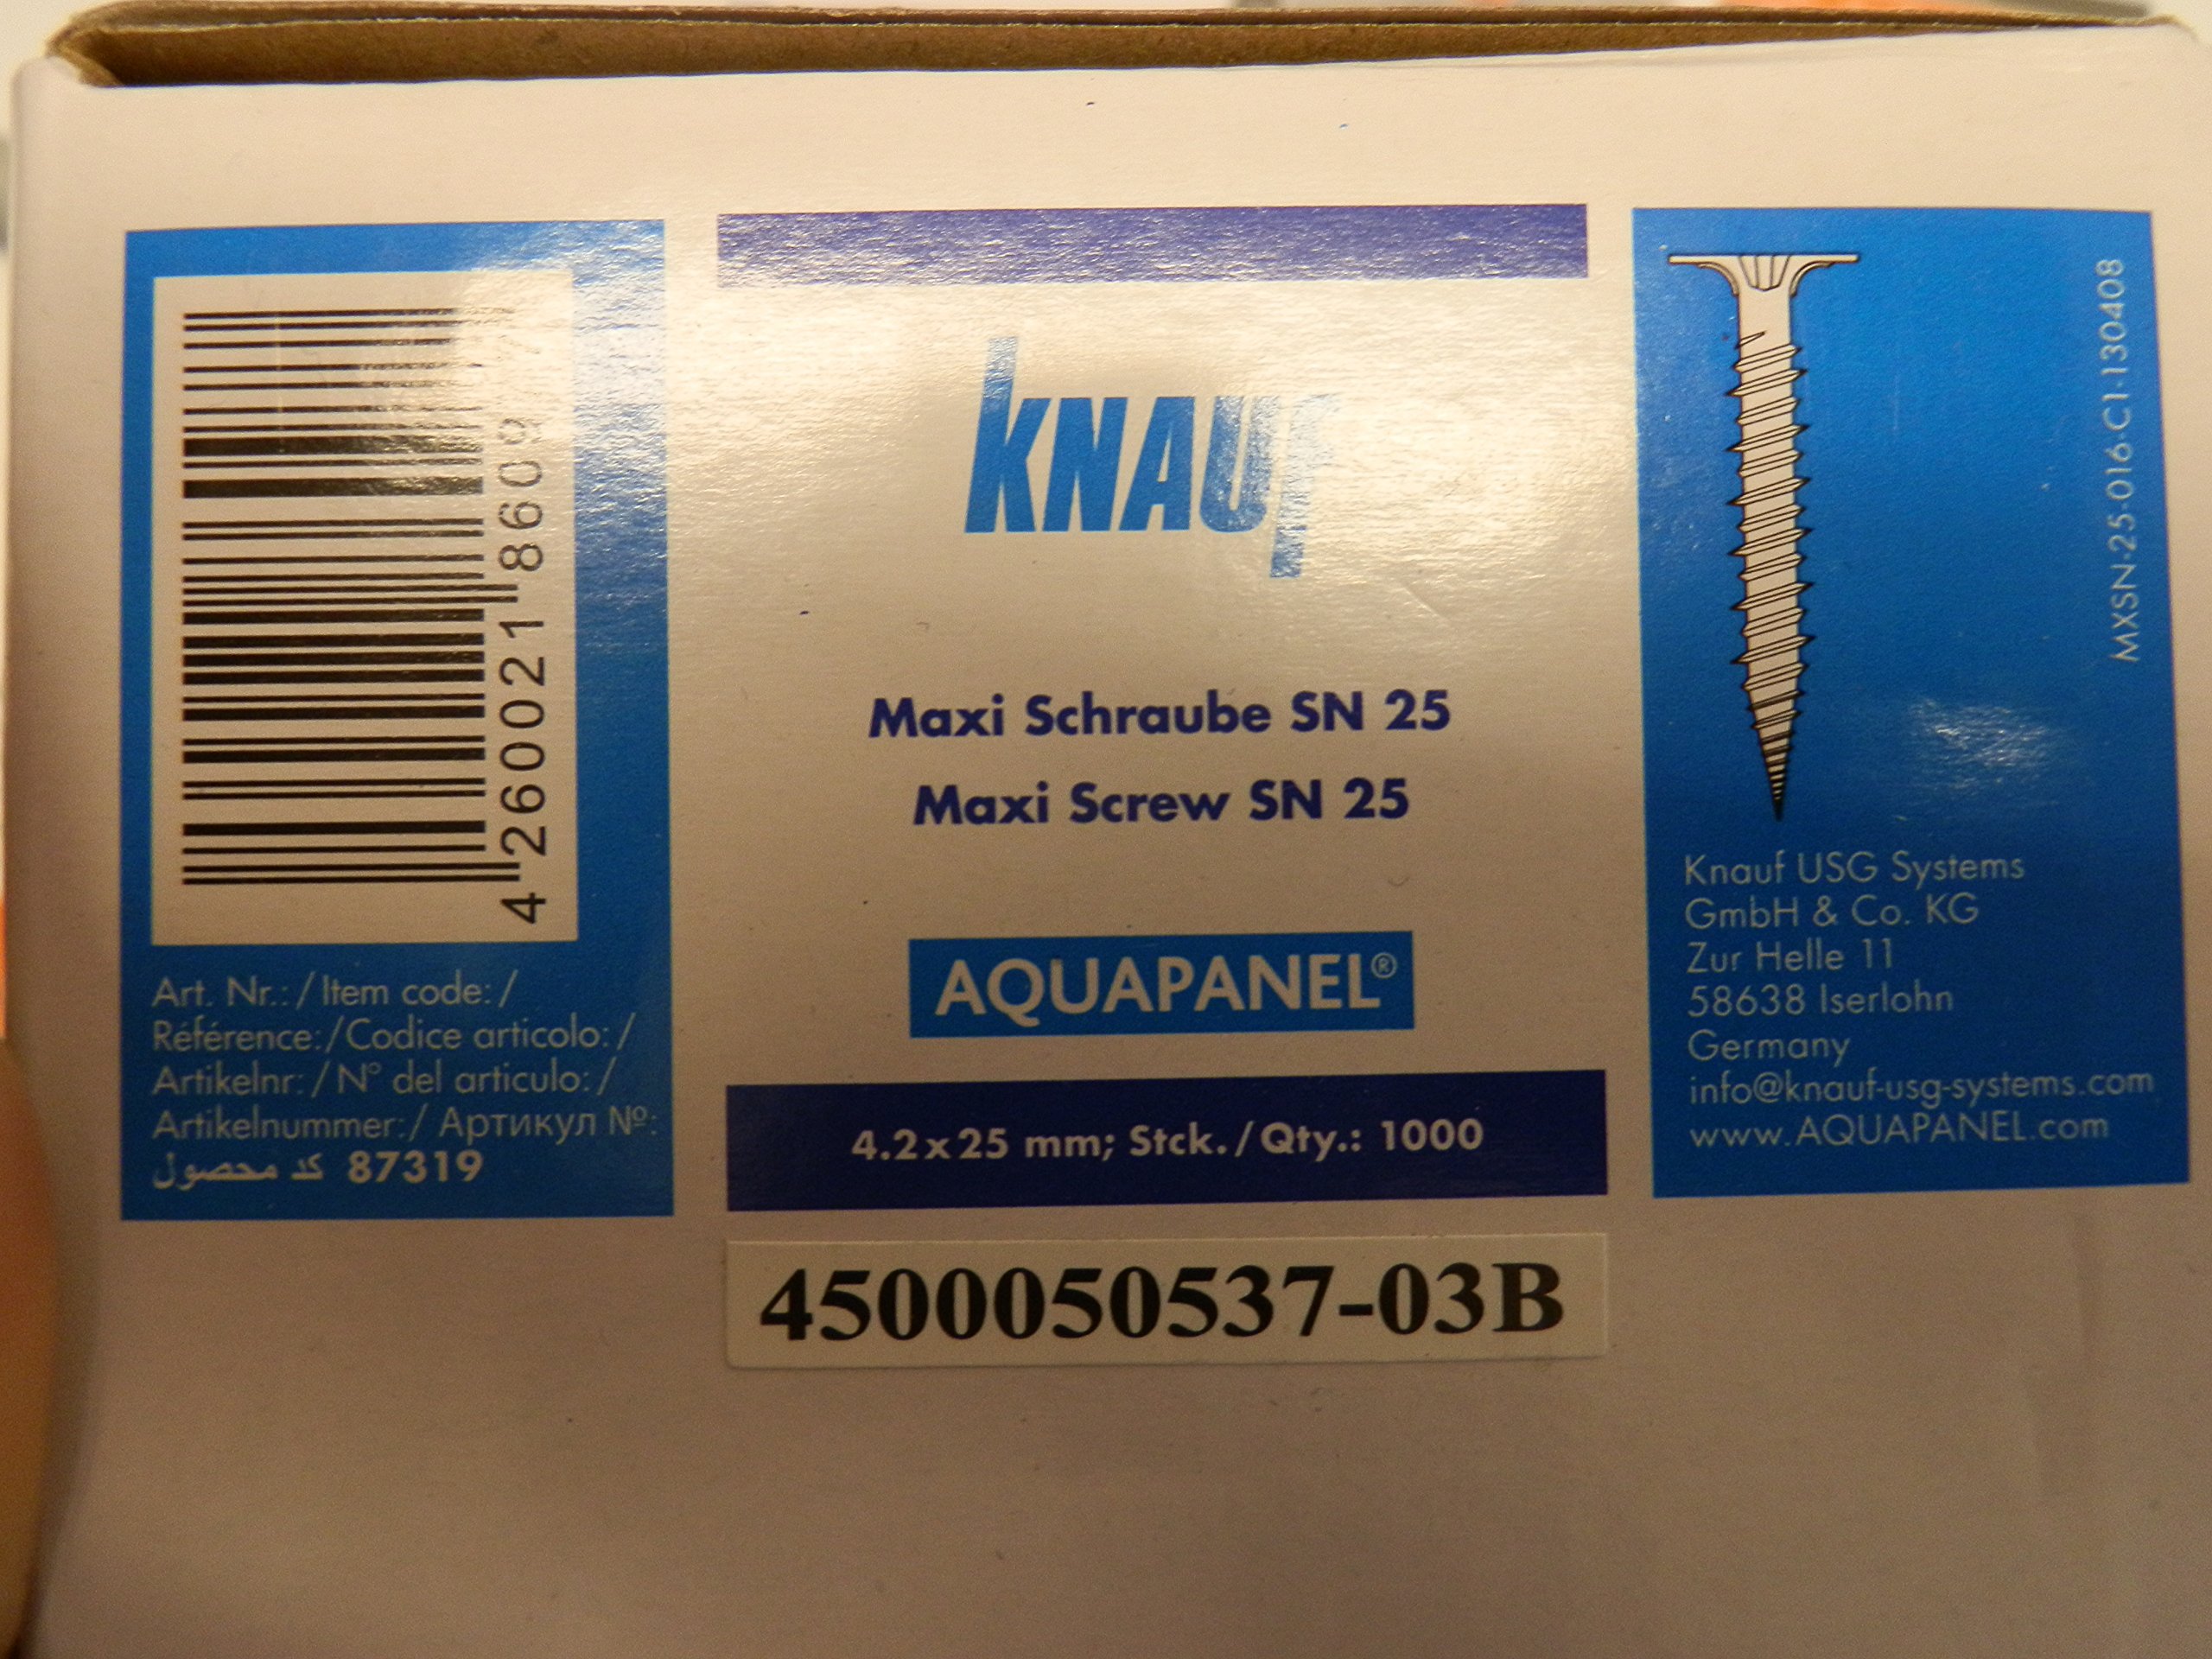 4 260021
Art. Nr.: / Item code: /
Référence: / Codice articolo: /
Artikelnr: / N° del articulo: /
Artikelnummer: / Артикул №:
كد محصول 87319
KNAUF
Maxi Schraube SN 25
Maxi Screw SN 25
AQUAPANEL®
4.2 x 25 mm; Stck. / Qty.: 1000
4500050537-03B
MXSN-25-016-C1-130408
Knauf USG Systems
GmbH & Co. KG
Zur Helle 11
58638 Iserlohn
Germany
info@knauf-usg-systems.com
www.AQUAPANEL.com